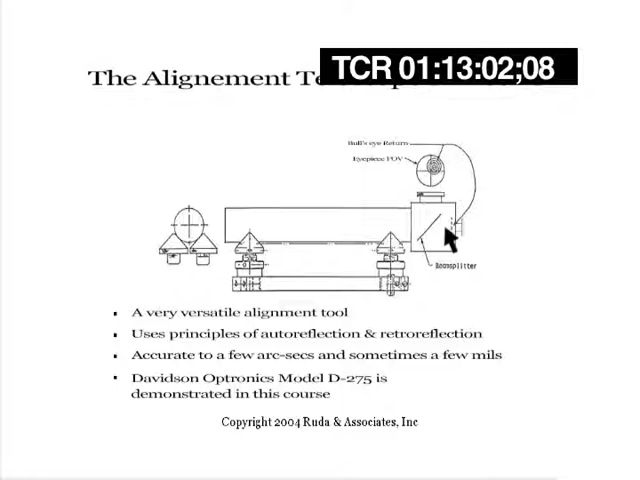 TCR 01:13:02;08
The Alignement
Bull's eye Return
Eyepiece FOV
Beamsplitter
▪ A very versatile alignment tool
▪ Uses principles of autoreflection & retroreflection
▪ Accurate to a few arc-secs and sometimes a few mils
▪ Davidson Optronics Model D-275 is
demonstrated in this course
Copyright 2004 Ruda & Associates, Inc